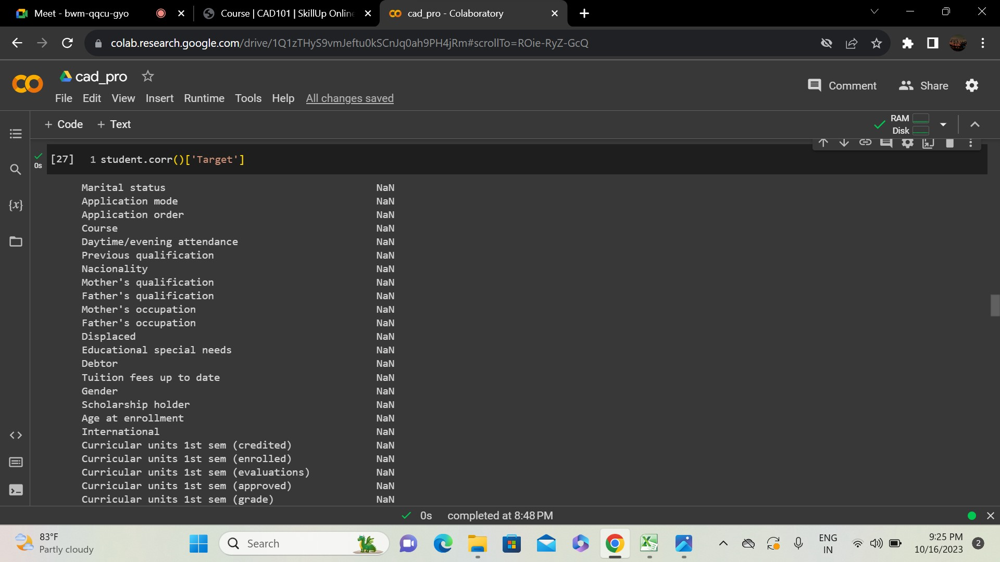 Meet - bwm-qqcu-gyo
Course | CAD101 | SkillUp Online
cad_pro - Colaboratory
colab.research.google.com/drive/1Q1zTHyS9vmJeftu0kSCnJq0ah9PH4jRm#scrollTo=ROie-RyZ-GcQ
cad_pro
File Edit View Insert Runtime Tools Help All changes saved
Comment
Share
+ Code + Text
RAM
Disk
[27] 1 student.corr()['Target']
0s
Marital status NaN
Application mode NaN
Application order NaN
Course NaN
Daytime/evening attendance NaN
Previous qualification NaN
Nacionality NaN
Mother's qualification NaN
Father's qualification NaN
Mother's occupation NaN
Father's occupation NaN
Displaced NaN
Educational special needs NaN
Debtor NaN
Tuition fees up to date NaN
Gender NaN
Scholarship holder NaN
Age at enrollment NaN
International NaN
Curricular units 1st sem (credited) NaN
Curricular units 1st sem (enrolled) NaN
Curricular units 1st sem (evaluations) NaN
Curricular units 1st sem (approved) NaN
Curricular units 1st sem (grade) NaN
0s completed at 8:48 PM
83°F
Partly cloudy
Search
ENG
IN
9:25 PM
10/16/2023
2